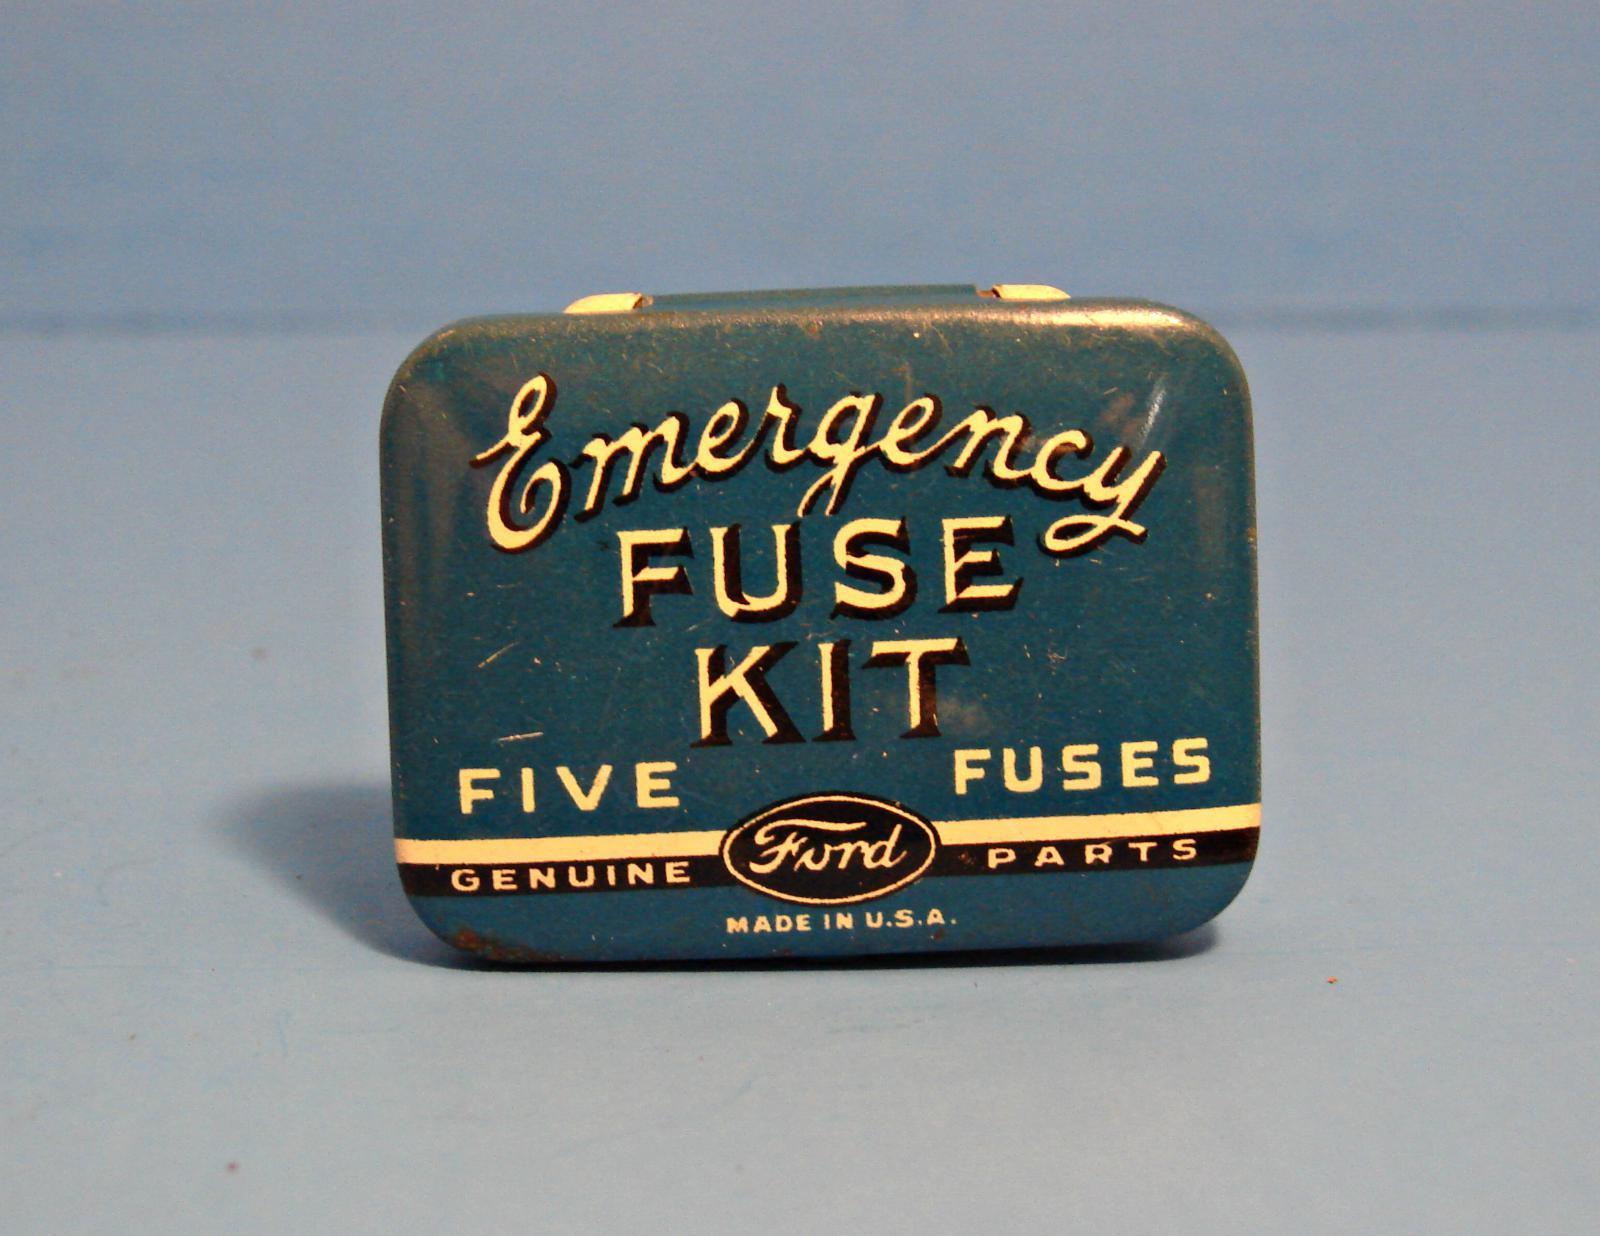 Emergency
FUSE
KIT
FIVE FUSES
GENUINE Ford PARTS
MADE IN U.S.A.